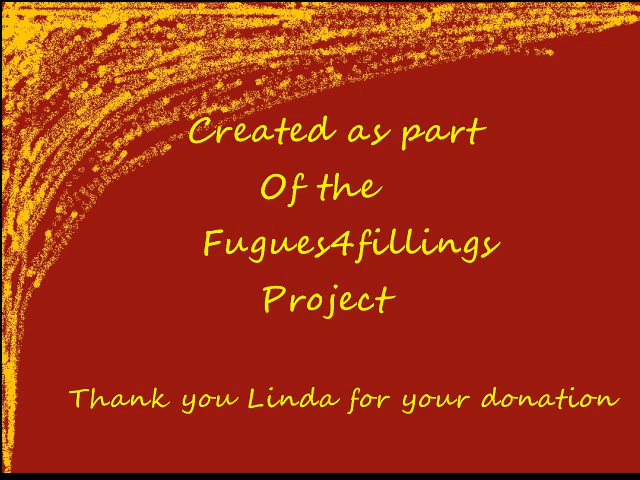 Created as part
Of the
Fugues4fillings
Project
Thank you Linda for your donation